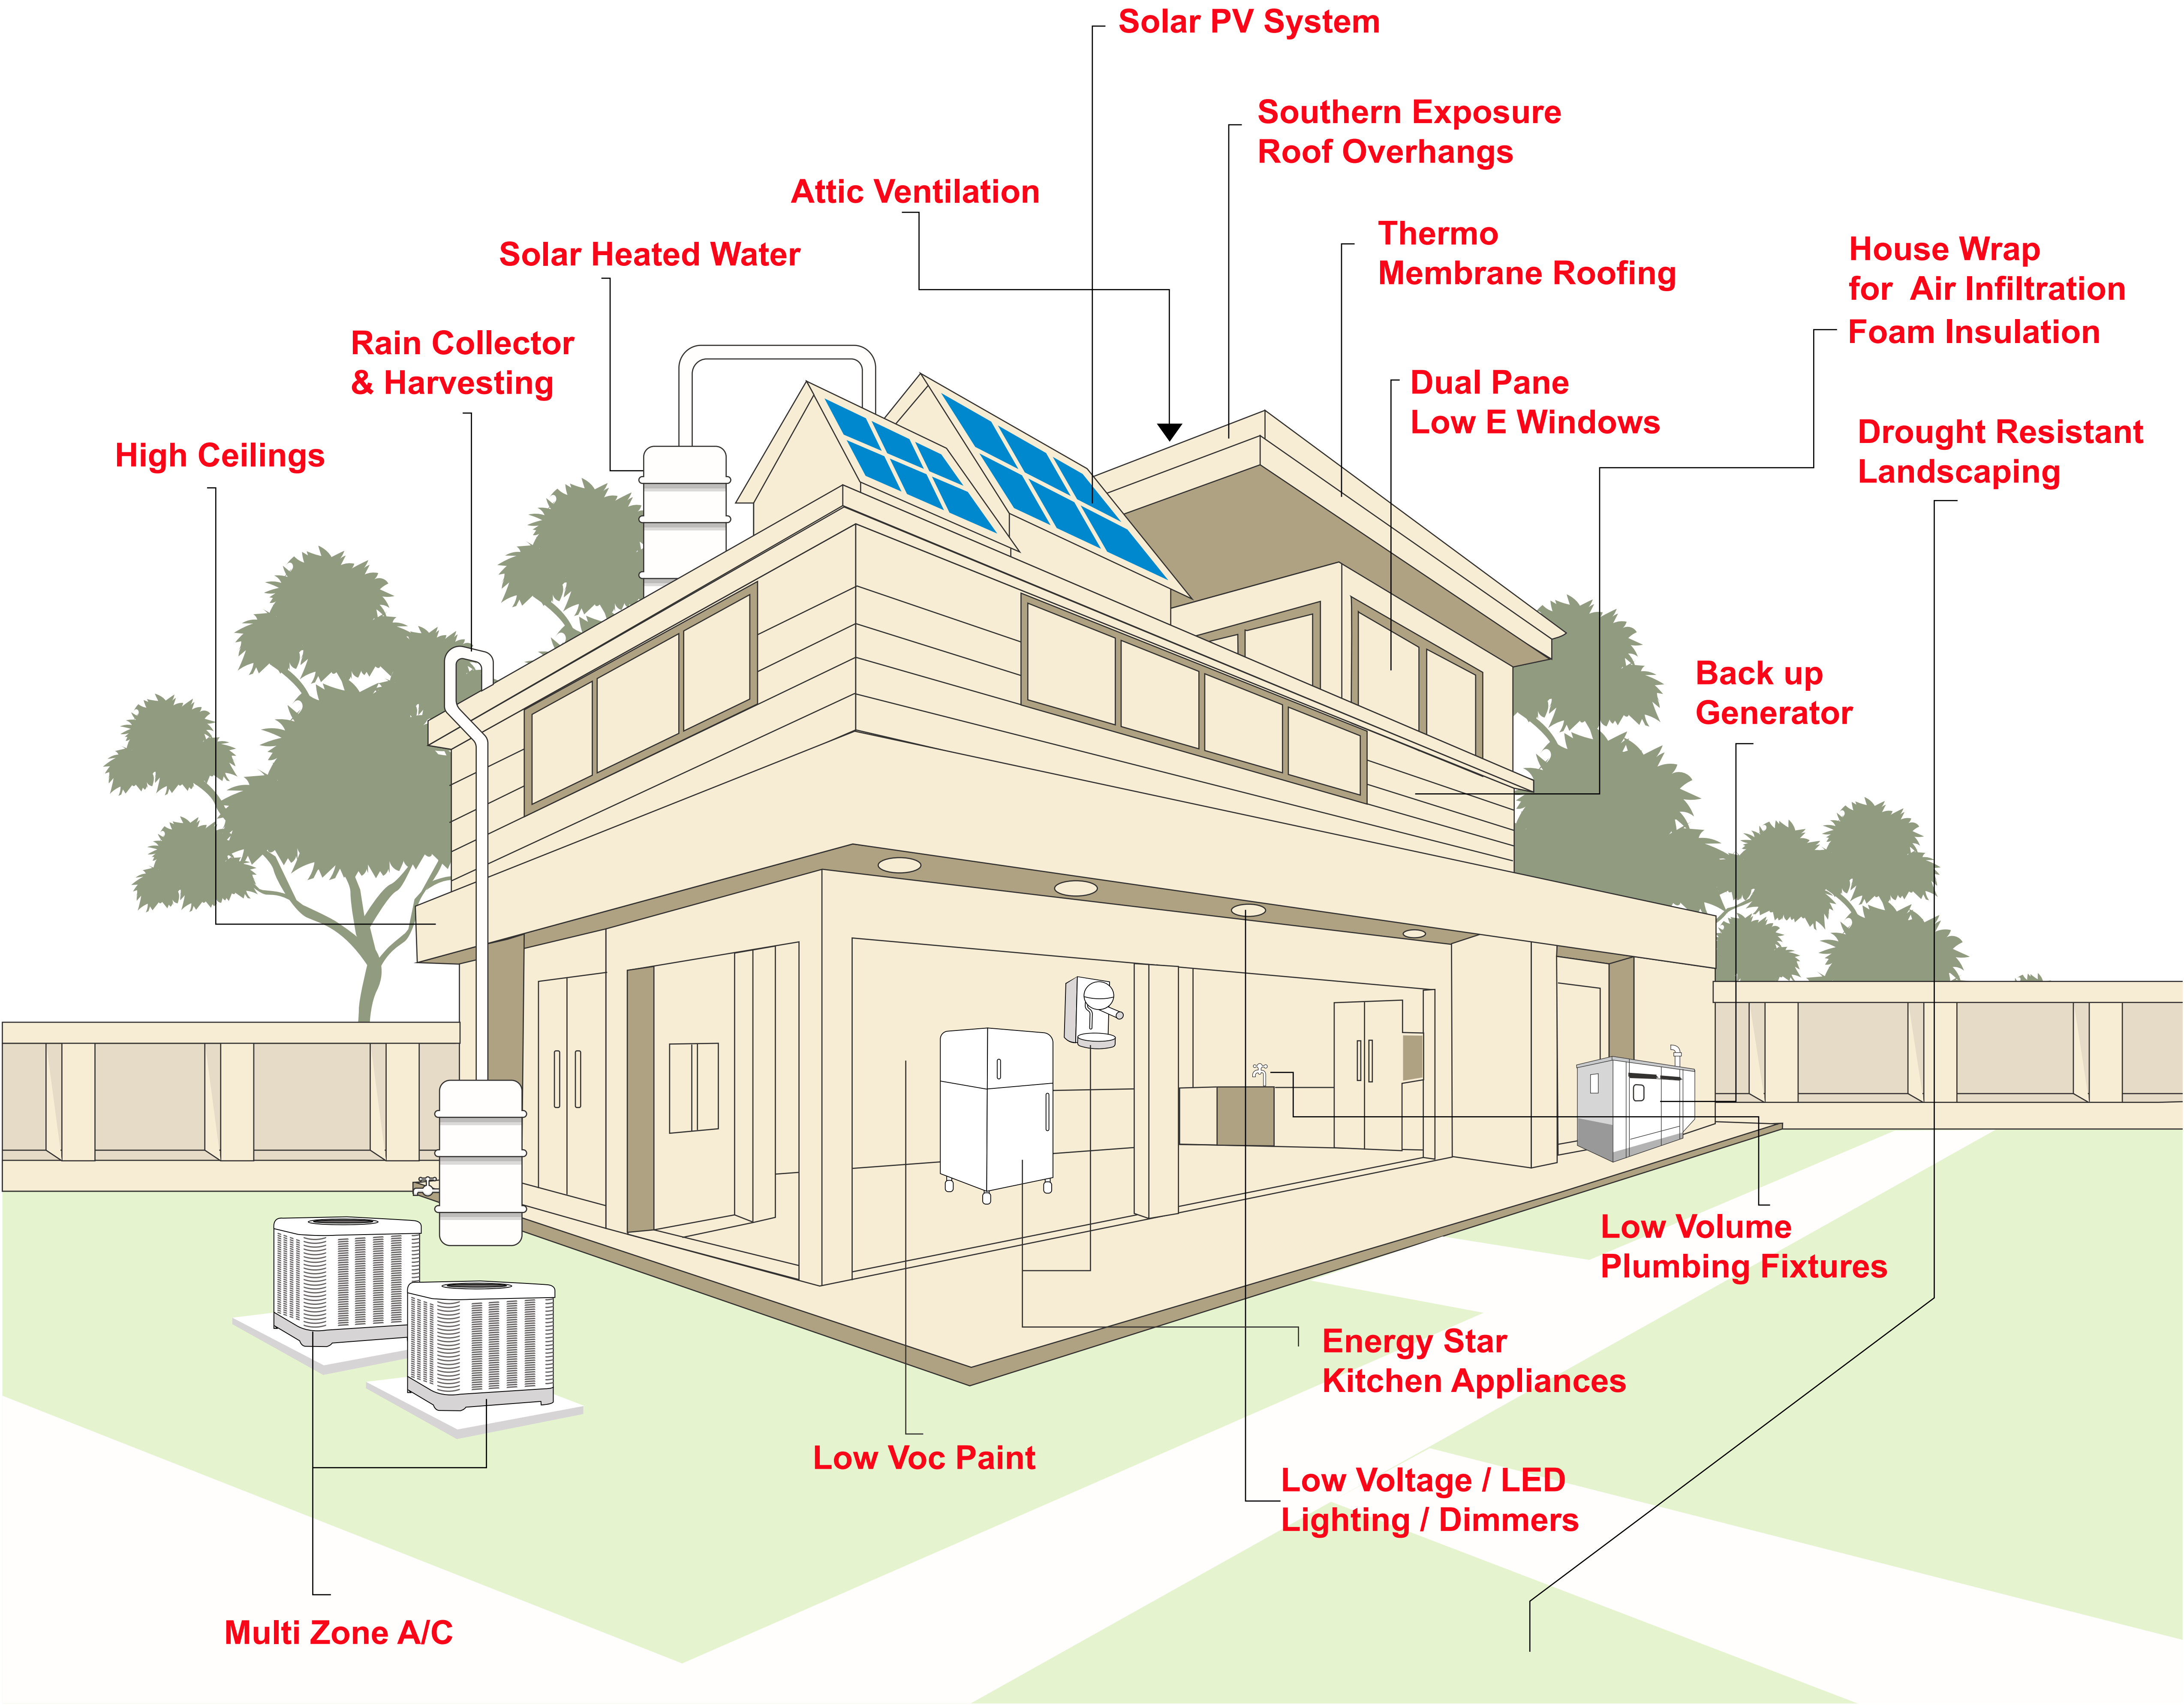 Solar PV System
Southern Exposure
Roof Overhangs
Attic Ventilation
Thermo
Membrane Roofing
House Wrap
for  Air Infiltration
Foam Insulation
Solar Heated Water
Rain Collector
& Harvesting
Dual Pane
Low E Windows
Drought Resistant
Landscaping
High Ceilings
Back up
Generator
Low Volume
Plumbing Fixtures
Energy Star
Kitchen Appliances
Low Voc Paint
Low Voltage / LED
Lighting / Dimmers
Multi Zone A/C